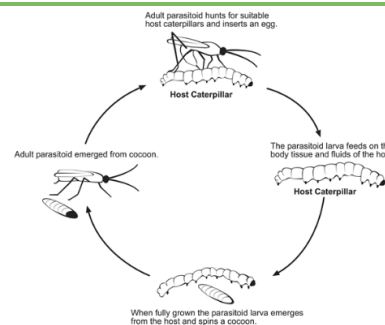 Adult parasitoid hunts for suitable
host caterpillars and inserts an egg.
Host Caterpillar
The parasitoid larva feeds on
body tissue and fluids of the
Host Caterpillar
When fully grown the parasitoid larva emerges
from the host and spins a cocoon.
Adult parasitoid emerged from cocoon.